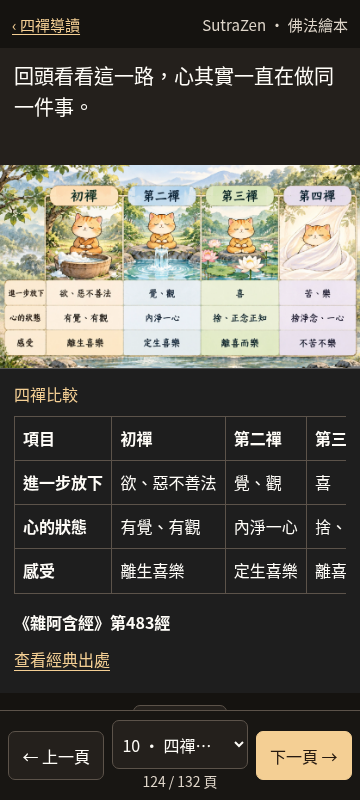 ‹ 四禪導讀
SutraZen · 佛法繪本
回頭看看這一路，心其實一直在做同
一件事。
初禪 第二禪 第三禪 第四禪
進一步放下 欲、惡不善法 覺、觀 喜 苦、樂
心的狀態 有覺、有觀 內淨一心 捨、正念正知 捨淨念、一心
感受 離生喜樂 定生喜樂 離喜而樂 不苦不樂
四禪比較
項目 初禪 第二禪 第三
進一步放下 欲、惡不善法 覺、觀 喜
心的狀態 有覺、有觀 內淨一心 捨、
感受 離生喜樂 定生喜樂 離喜
《雜阿含經》第483經
查看經典出處
← 上一頁
10 · 四禪…
下一頁 →
124 / 132 頁